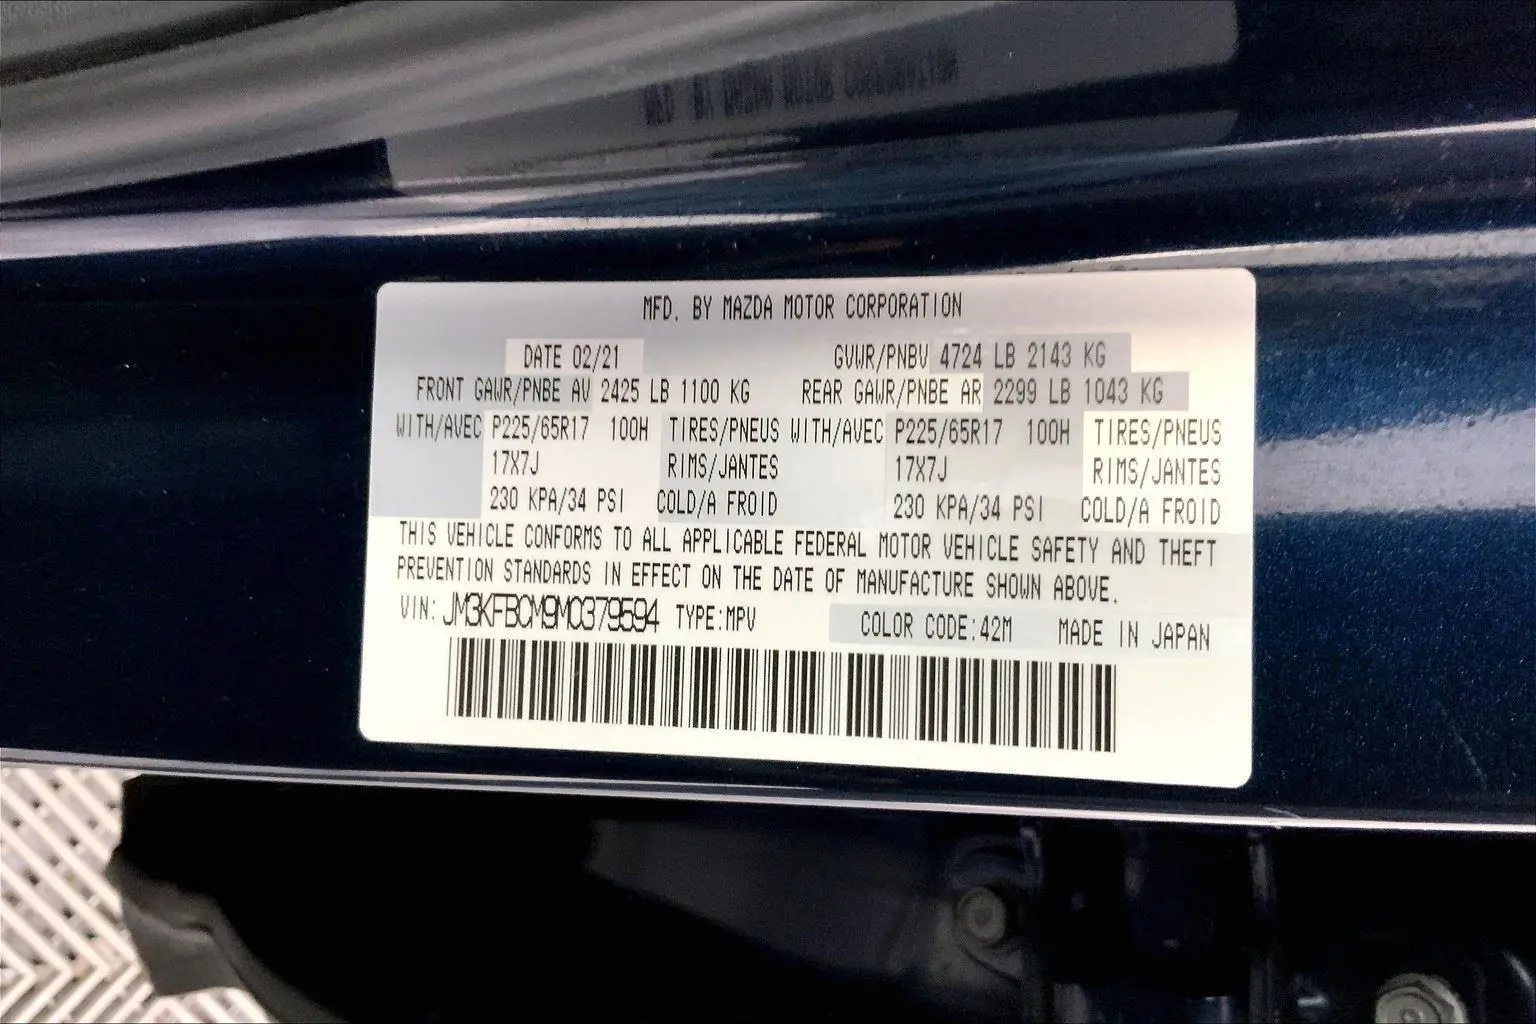 MFD. BY MAZDA MOTOR CORPORATION
DATE 02/21 GVWR/PNBV 4724 LB 2143 KG
FRONT GAWR/PNBE AV 2425 LB 1100 KG REAR GAWR/PNBE AR 2299 LB 1043 KG
WITH/AVEC P225/65R17 100H TIRES/PNEUS WITH/AVEC P225/65R17 100H TIRES/PNEUS
17X7J RIMS/JANTES 17X7J RIMS/JANTES
230 KPA/34 PSI COLD/A FROID 230 KPA/34 PSI COLD/A FROID
THIS VEHICLE CONFORMS TO ALL APPLICABLE FEDERAL MOTOR VEHICLE SAFETY AND THEFT
PREVENTION STANDARDS IN EFFECT ON THE DATE OF MANUFACTURE SHOWN ABOVE.
VIN: JM3KFBCM9M0379594 TYPE:MPV COLOR CODE:42M MADE IN JAPAN